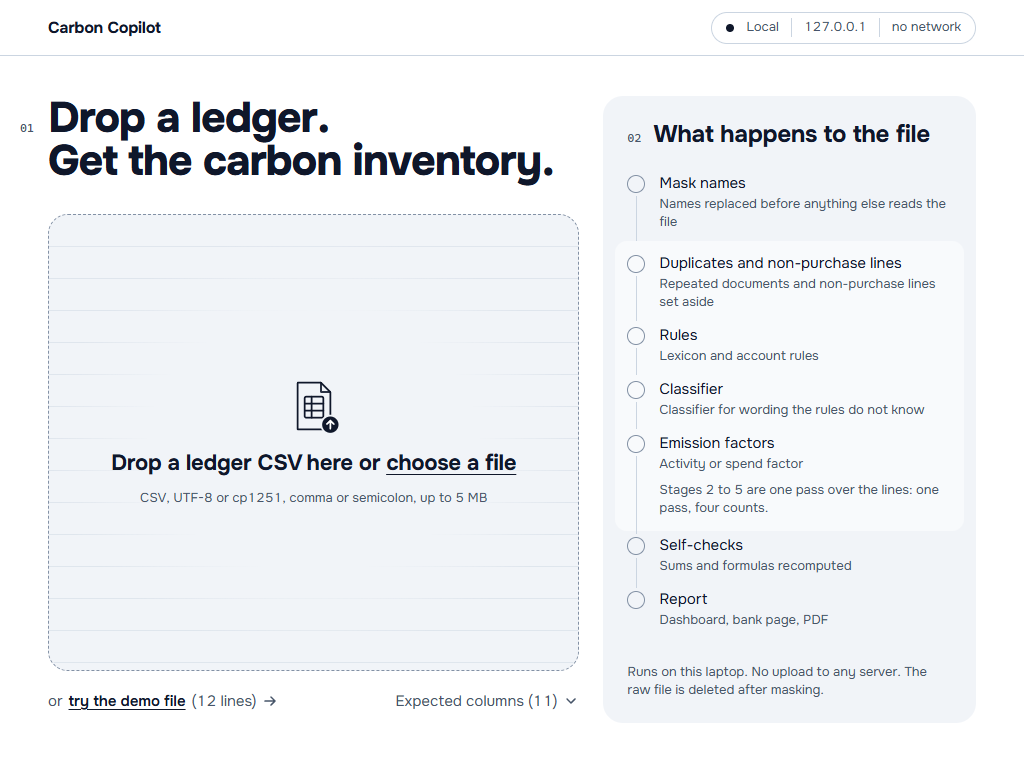 Carbon Copilot
Local
127.0.0.1
no network
01
Drop a ledger.
Get the carbon inventory.
Drop a ledger CSV here or choose a file
CSV, UTF-8 or cp1251, comma or semicolon, up to 5 MB
or try the demo file (12 lines)
Expected columns (11)
02 What happens to the file
Mask names
Names replaced before anything else reads the
file
Duplicates and non-purchase lines
Repeated documents and non-purchase lines
set aside
Rules
Lexicon and account rules
Classifier
Classifier for wording the rules do not know
Emission factors
Activity or spend factor
Stages 2 to 5 are one pass over the lines: one
pass, four counts.
Self-checks
Sums and formulas recomputed
Report
Dashboard, bank page, PDF
Runs on this laptop. No upload to any server. The
raw file is deleted after masking.